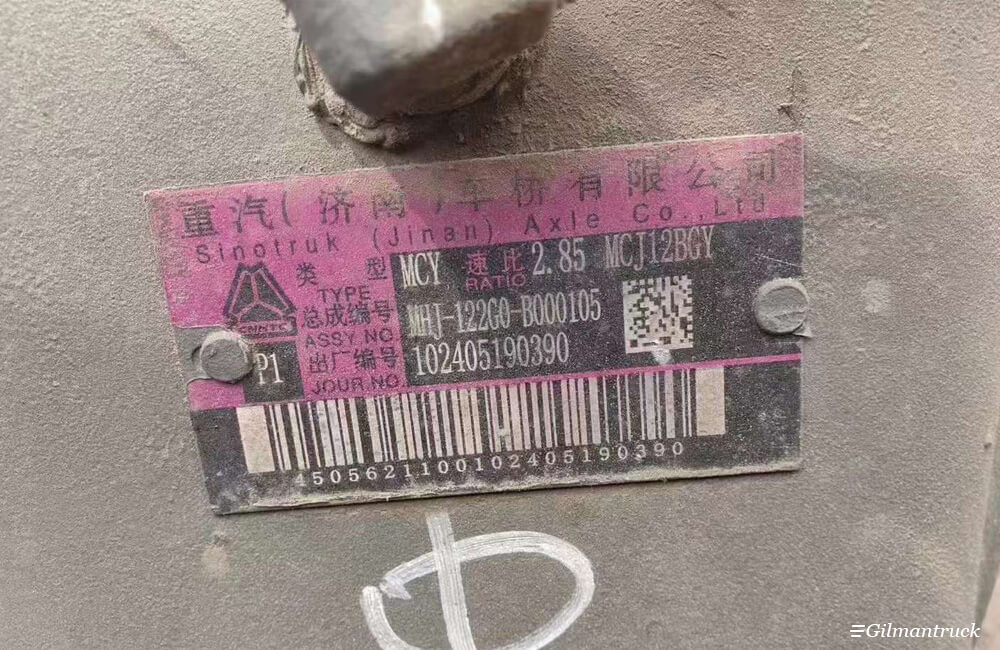 重汽(济南)车桥有限公司
Sinotruk (Jinan) Axle Co.,Ltd
类 型 TYPE MCY 速比 RATIO 2.85 MCJ12BGY
CNHTC
总成编号 ASSY NO. MHJ-122G0-B000105
P1
出厂编号 JOUR.NO. 102405190390
4505621100102405190390
Gilmantruck